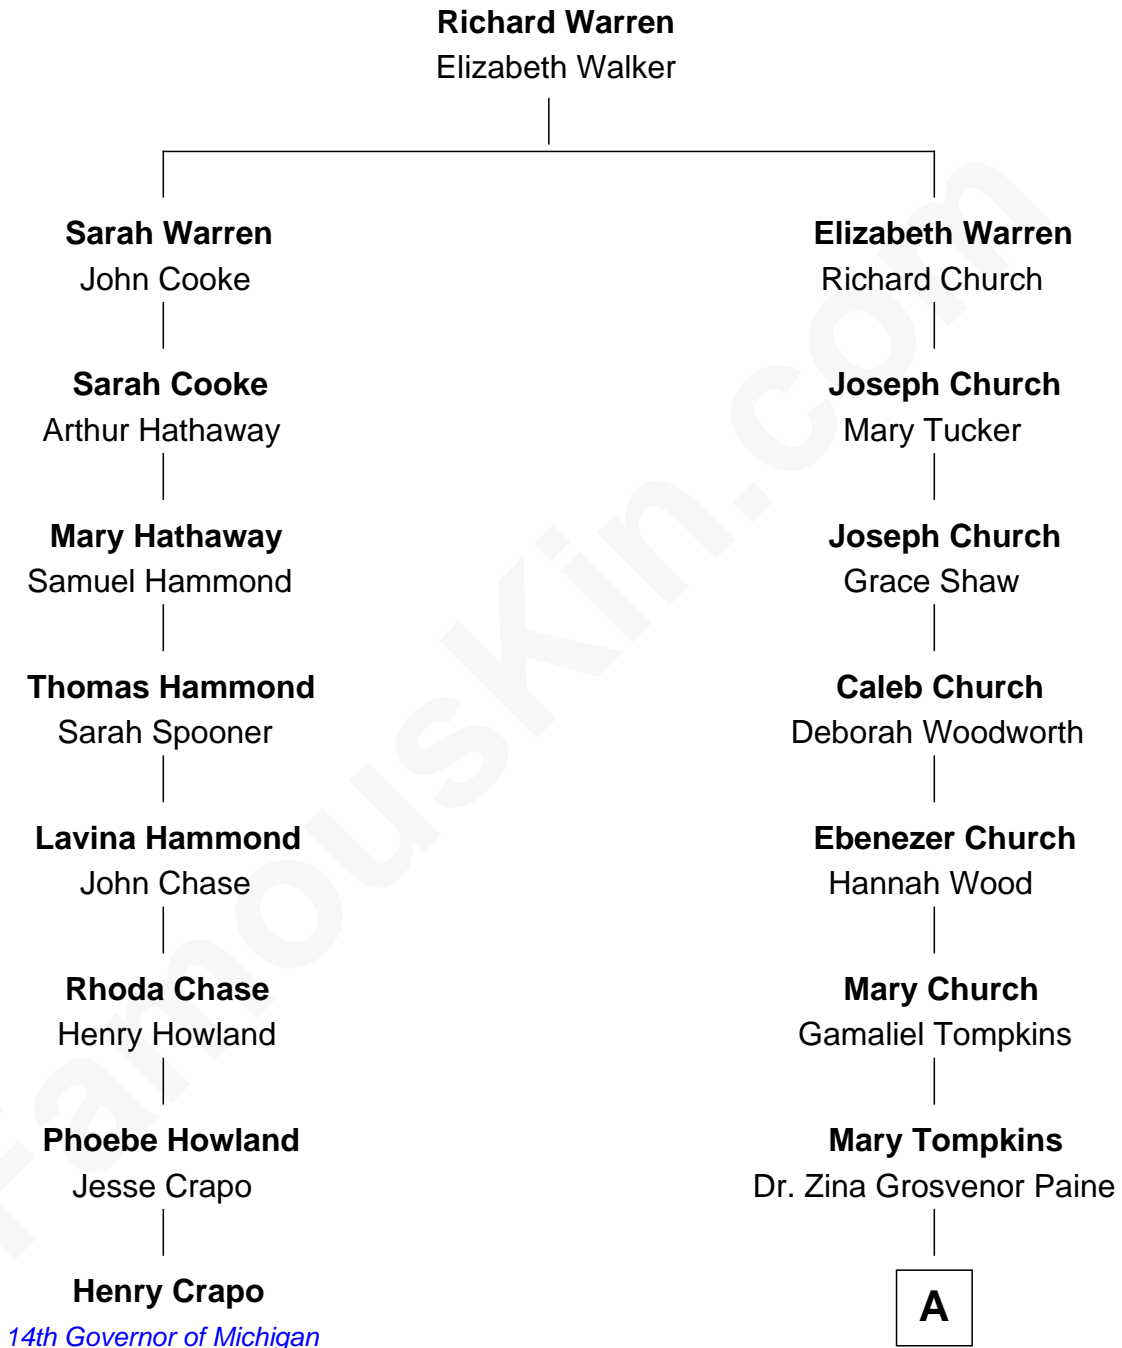 Richard Warren
Elizabeth Walker
Sarah Warren
John Cooke
Elizabeth Warren
Richard Church
Sarah Cooke
Arthur Hathaway
Joseph Church
Mary Tucker
Mary Hathaway
Samuel Hammond
Joseph Church
Grace Shaw
Thomas Hammond
Sarah Spooner
Caleb Church
Deborah Woodworth
Lavina Hammond
John Chase
Ebenezer Church
Hannah Wood
Rhoda Chase
Henry Howland
Mary Church
Gamaliel Tompkins
Phoebe Howland
Jesse Crapo
Mary Tompkins
Dr. Zina Grosvenor Paine
Henry Crapo
14th Governor of Michigan
A
FamousKin.com